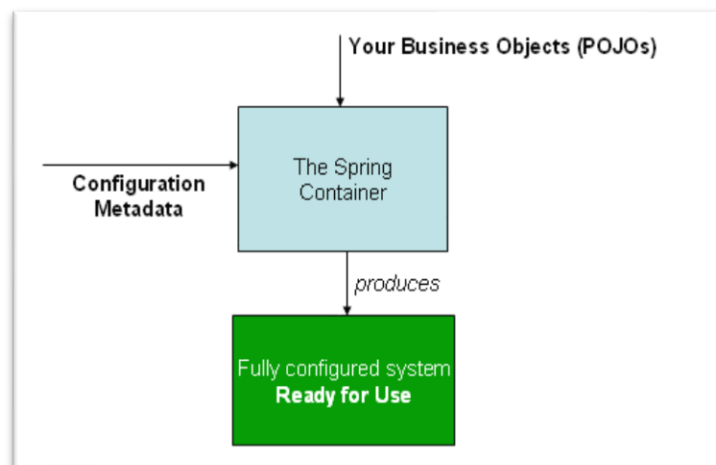 Your Business Objects (POJOs)
The Spring
Container
Configuration
Metadata
produces
Fully configured system
Ready for Use